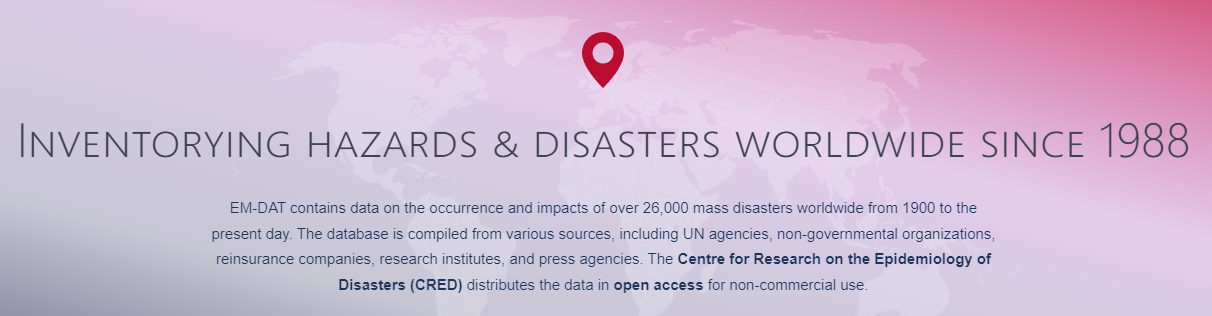 Inventorying hazards & disasters worldwide since 1988
EM-DAT contains data on the occurrence and impacts of over 26,000 mass disasters worldwide from 1900 to the
present day. The database is compiled from various sources, including UN agencies, non-governmental organizations,
reinsurance companies, research institutes, and press agencies. The Centre for Research on the Epidemiology of
Disasters (CRED) distributes the data in open access for non-commercial use.